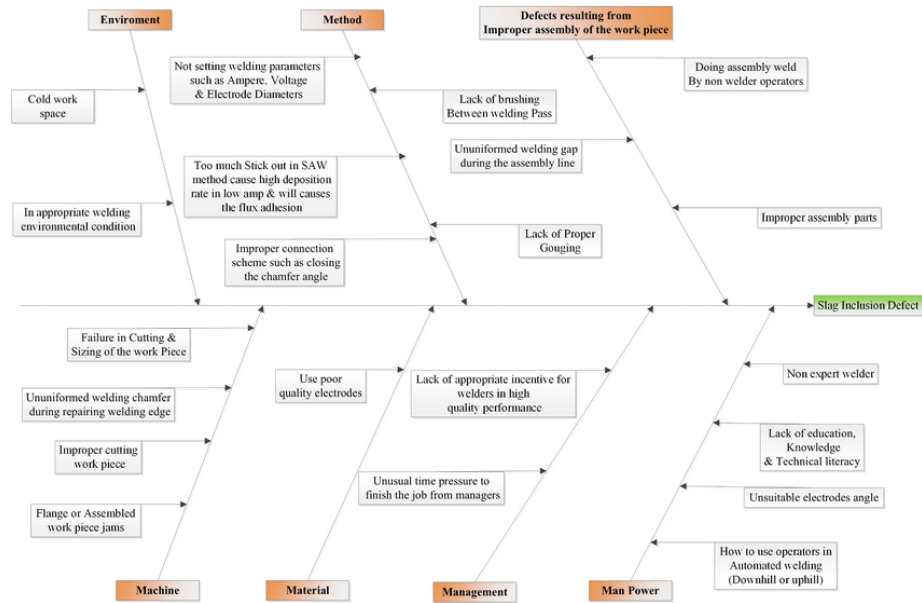 Enviroment
Method
Defects resulting from
Improper assembly of the work piece
Not setting welding parameters
such as Ampere, Voltage
& Electrode Diameters
Doing assembly weld
By non welder operators
Cold work
space
Lack of brushing
Between welding Pass
Ununiformed welding gap
during the assembly line
Too much Stick out in SAW
method cause high deposition
rate in low amp & will causes
the flux adhesion
In appropriate welding
environmental condition
Improper assembly parts
Lack of Proper
Gouging
Improper connection
scheme such as closing
the chamfer angle
Slag Inclusion Defect
Failure in Cutting &
Sizing of the work Piece
Use poor
quality electrodes
Lack of appropriate incentive for
welders in high
quality performance
Non expert welder
Ununiformed welding chamfer
during repairing welding edge
Lack of education,
Knowledge
& Technical literacy
Improper cutting
work piece
Unusual time pressure to
finish the job from managers
Unsuitable electrodes angle
Flange or Assembled
work piece jams
How to use operators in
Automated welding
(Downhill or uphill)
Machine
Material
Management
Man Power